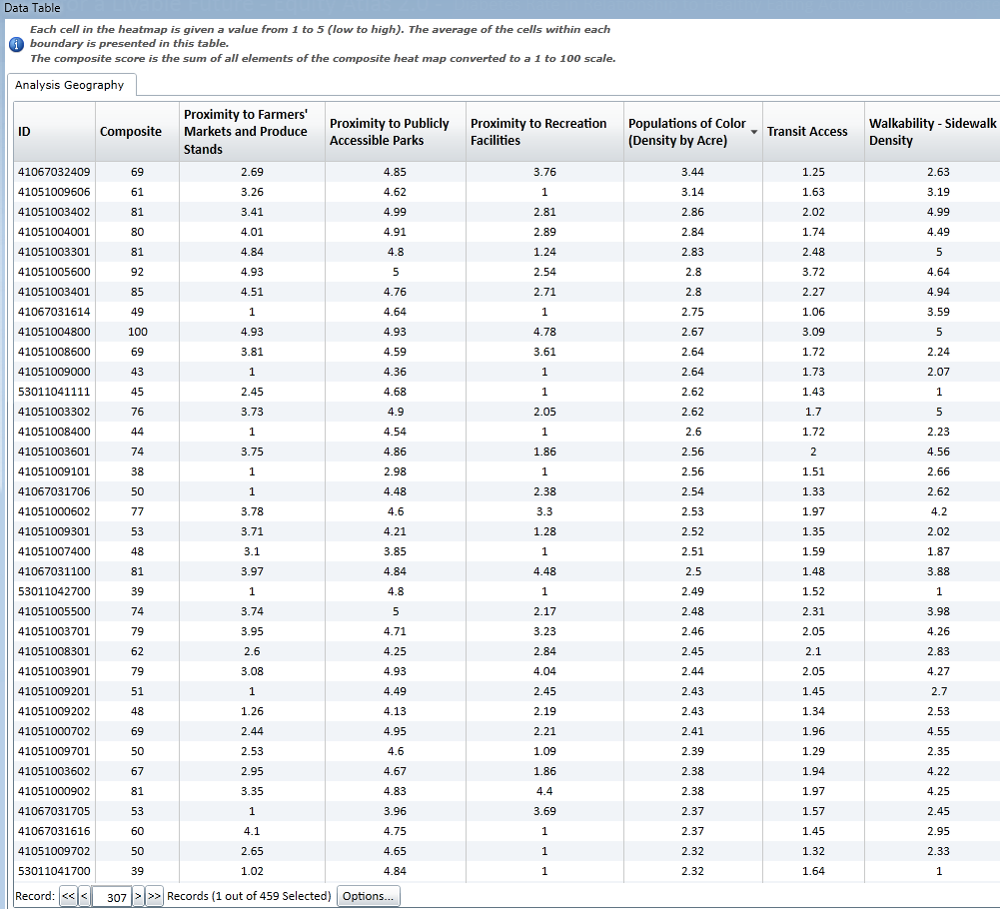 Data Table
Each cell in the heatmap is given a value from 1 to 5 (low to high). The average of the cells within each
boundary is presented in this table.
The composite score is the sum of all elements of the composite heat map converted to a 1 to 100 scale.
Analysis Geography
ID Composite Proximity to Farmers' Markets and Produce Stands Proximity to Publicly Accessible Parks Proximity to Recreation Facilities Populations of Color (Density by Acre) Transit Access Walkability - Sidewalk Density
41067032409 69 2.69 4.85 3.76 3.44 1.25 2.63
41051009606 61 3.26 4.62 1 3.14 1.63 3.19
41051003402 81 3.41 4.99 2.81 2.86 2.02 4.99
41051004001 80 4.01 4.91 2.89 2.84 1.74 4.49
41051003301 81 4.84 4.8 1.24 2.83 2.48 5
41051005600 92 4.93 5 2.54 2.8 3.72 4.64
41051003401 85 4.51 4.76 2.71 2.8 2.27 4.94
41067031614 49 1 4.64 1 2.75 1.06 3.59
41051004800 100 4.93 4.93 4.78 2.67 3.09 5
41051008600 69 3.81 4.59 3.61 2.64 1.72 2.24
41051009000 43 1 4.36 1 2.64 1.73 2.07
53011041111 45 2.45 4.68 1 2.62 1.43 1
41051003302 76 3.73 4.9 2.05 2.62 1.7 5
41051008400 44 1 4.54 1 2.6 1.72 2.23
41051003601 74 3.75 4.86 1.86 2.56 2 4.56
41051009101 38 1 2.98 1 2.56 1.51 2.66
41067031706 50 1 4.48 2.38 2.54 1.33 2.62
41051000602 77 3.78 4.6 3.3 2.53 1.97 4.2
41051009301 53 3.71 4.21 1.28 2.52 1.35 2.02
41051007400 48 3.1 3.85 1 2.51 1.59 1.87
41067031100 81 3.97 4.84 4.48 2.5 1.48 3.88
53011042700 39 1 4.8 1 2.49 1.52 1
41051005500 74 3.74 5 2.17 2.48 2.31 3.98
41051003701 79 3.95 4.71 3.23 2.46 2.05 4.26
41051008301 62 2.6 4.25 2.84 2.45 2.1 2.83
41051003901 79 3.08 4.93 4.04 2.44 2.05 4.27
41051009201 51 1 4.49 2.45 2.43 1.45 2.7
41051009202 48 1.26 4.13 2.19 2.43 1.34 2.53
41051000702 69 2.44 4.95 2.21 2.41 1.96 4.55
41051009701 50 2.53 4.6 1.09 2.39 1.29 2.35
41051003602 67 2.95 4.67 1.86 2.38 1.94 4.22
41051000902 81 3.35 4.83 4.4 2.38 1.97 4.25
41067031705 53 1 3.96 3.69 2.37 1.57 2.45
41067031616 60 4.1 4.75 1 2.37 1.45 2.95
41051009702 50 2.65 4.65 1 2.32 1.32 2.33
53011041700 39 1.02 4.84 1 2.32 1.64 1
Record: << < 307 > >> Records (1 out of 459 Selected) Options...